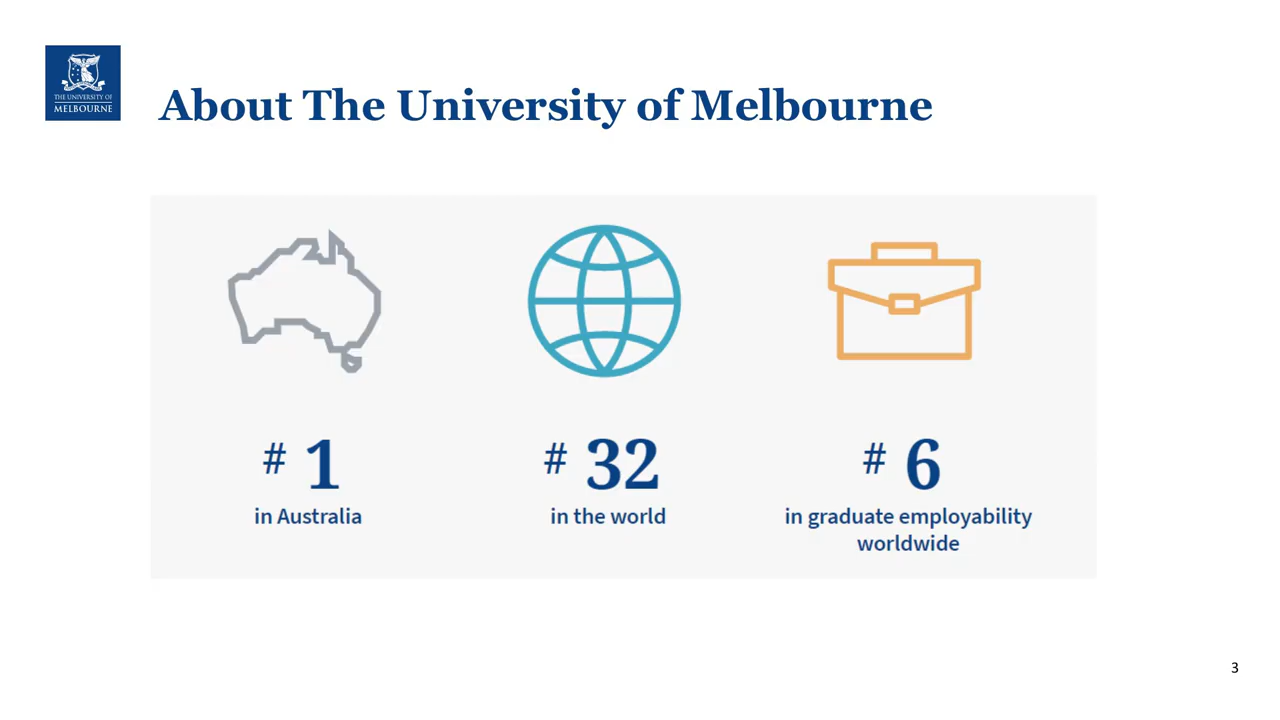 THE UNIVERSITY OF
MELBOURNE
About The University of Melbourne
# 1
in Australia
# 32
in the world
# 6
in graduate employability
worldwide
3